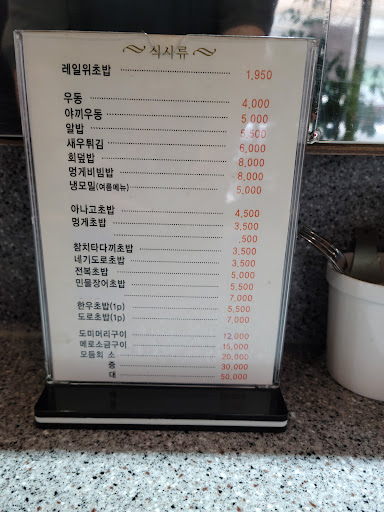 식사류
레일위초밥 1,950
우동 4,000
야끼우동 5,000
알밥 5,500
새우튀김 6,000
회덮밥 8,000
멍게비빔밥 8,000
냉모밀(여름메뉴) 5,000
아나고초밥 4,500
멍게초밥 3,500
,500
참치타다끼초밥 3,500
네기도로초밥 3,500
전복초밥 5,000
민물장어초밥 5,500
7,000
한우초밥(1p) 5,500
도로초밥(1p) 7,000
도미머리구이 12,000
메로소금구이 15,000
모듬회 소 20,000
중 30,000
대 50,000